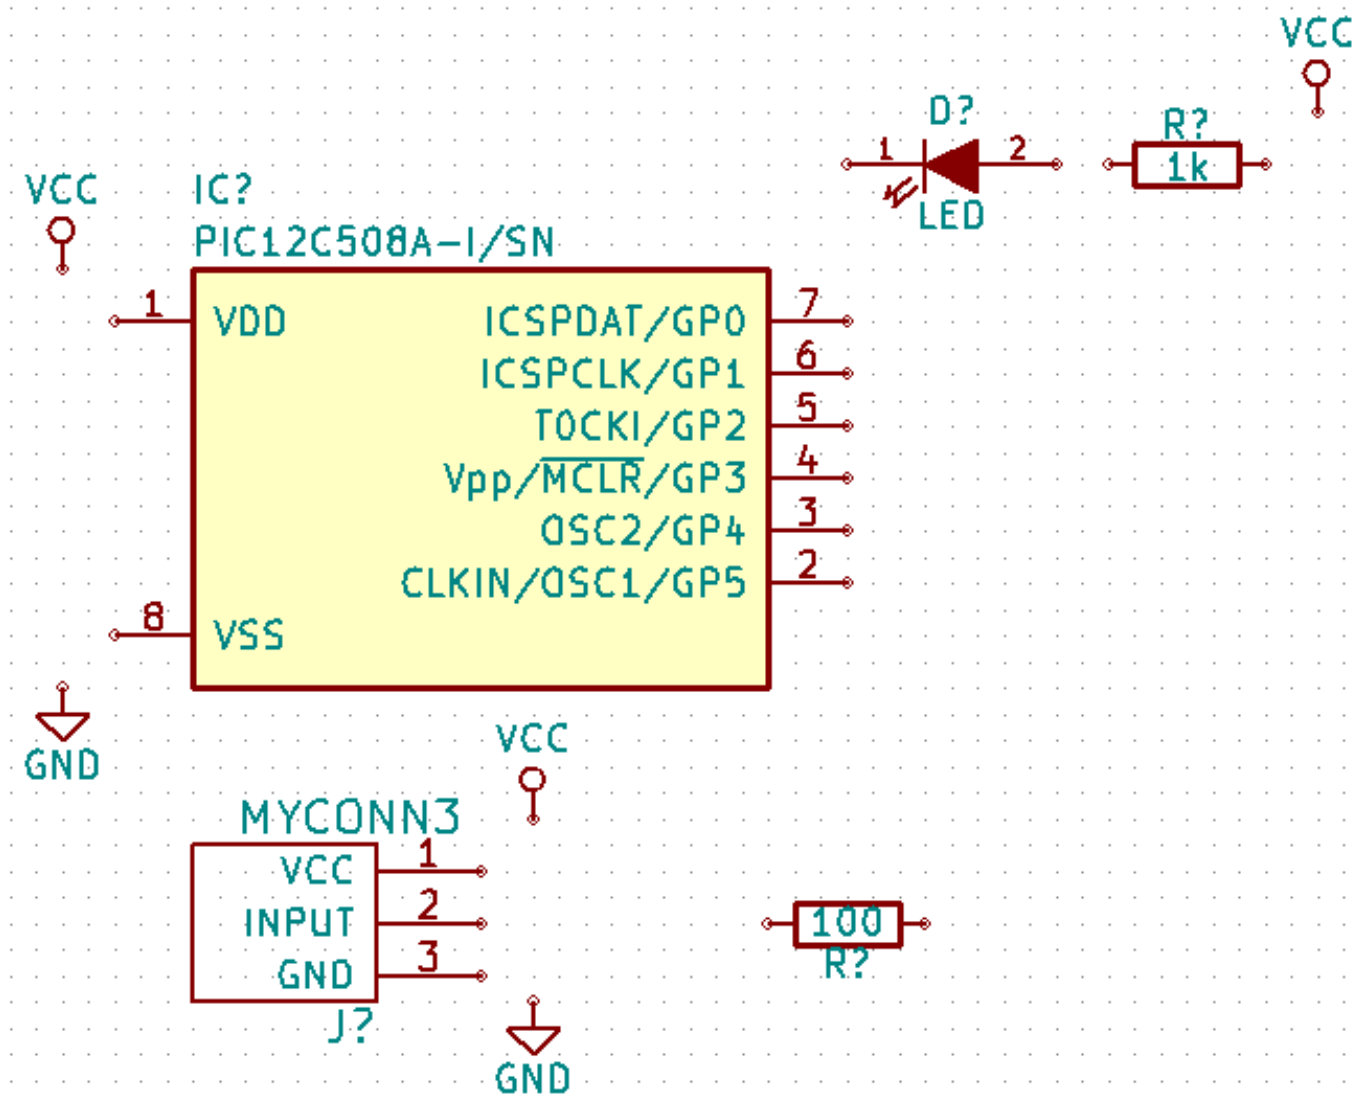 VCC
D?
1
2
LED
R?
1k
VCC
IC?
PIC12C508A-I/SN
1
VDD
ICSPDAT/GP0
7
ICSPCLK/GP1
6
T0CKI/GP2
5
Vpp/MCLR/GP3
4
OSC2/GP4
3
CLKIN/OSC1/GP5
2
8
VSS
GND
VCC
MYCONN3
VCC
1
INPUT
2
GND
3
J?
GND
100
R?